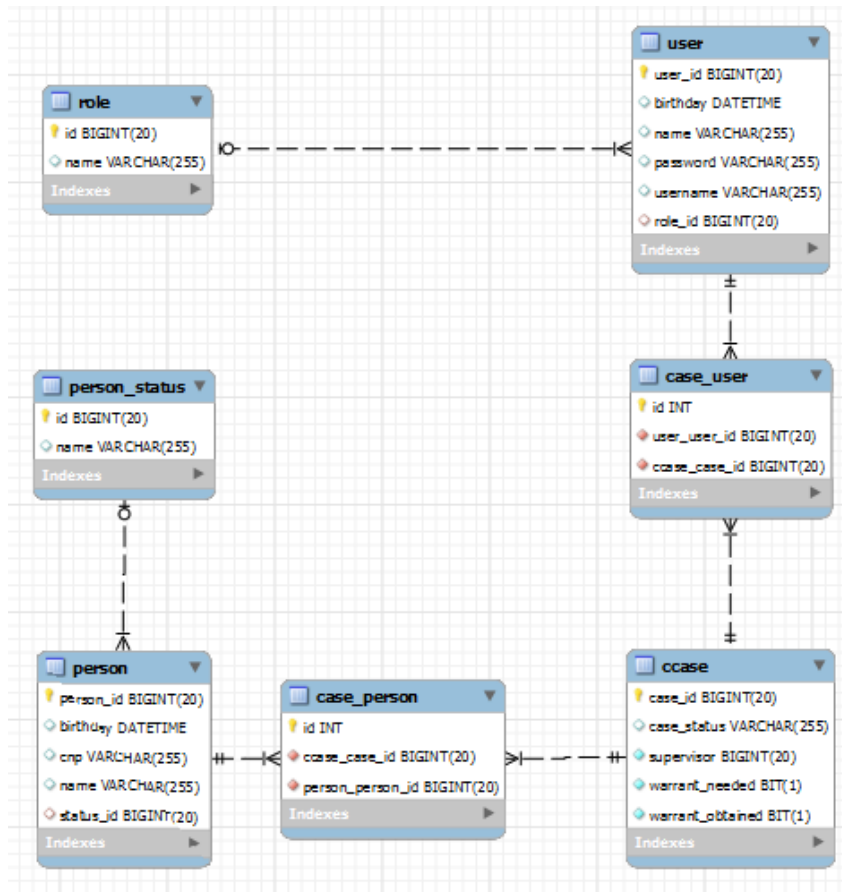 user
user_id BIGINT(20)
birthday DATETIME
name VARCHAR(255)
password VARCHAR(255)
username VARCHAR(255)
role_id BIGINT(20)
Indexes
role
id BIGINT(20)
name VARCHAR(255)
Indexes
person_status
id BIGINT(20)
name VARCHAR(255)
Indexes
case_user
id INT
user_user_id BIGINT(20)
ccase_case_id BIGINT(20)
Indexes
person
person_id BIGINT(20)
birthday DATETIME
cnp VARCHAR(255)
name VARCHAR(255)
status_id BIGINT(20)
Indexes
case_person
id INT
ccase_case_id BIGINT(20)
person_person_id BIGINT(20)
Indexes
ccase
case_id BIGINT(20)
case_status VARCHAR(255)
supervisor BIGINT(20)
warrant_needed BIT(1)
warrant_obtained BIT(1)
Indexes